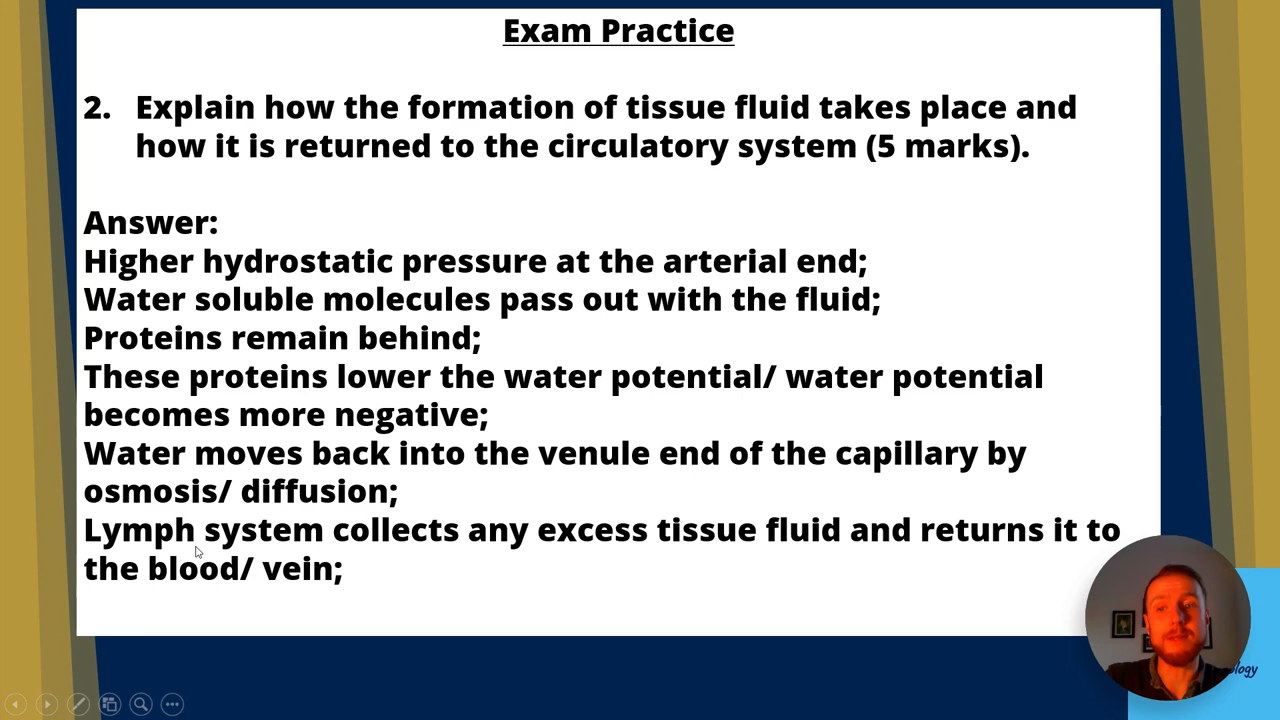 Exam Practice
2. Explain how the formation of tissue fluid takes place and
how it is returned to the circulatory system (5 marks).
Answer:
Higher hydrostatic pressure at the arterial end;
Water soluble molecules pass out with the fluid;
Proteins remain behind;
These proteins lower the water potential/ water potential
becomes more negative;
Water moves back into the venule end of the capillary by
osmosis/ diffusion;
Lymph system collects any excess tissue fluid and returns it to
the blood/ vein;